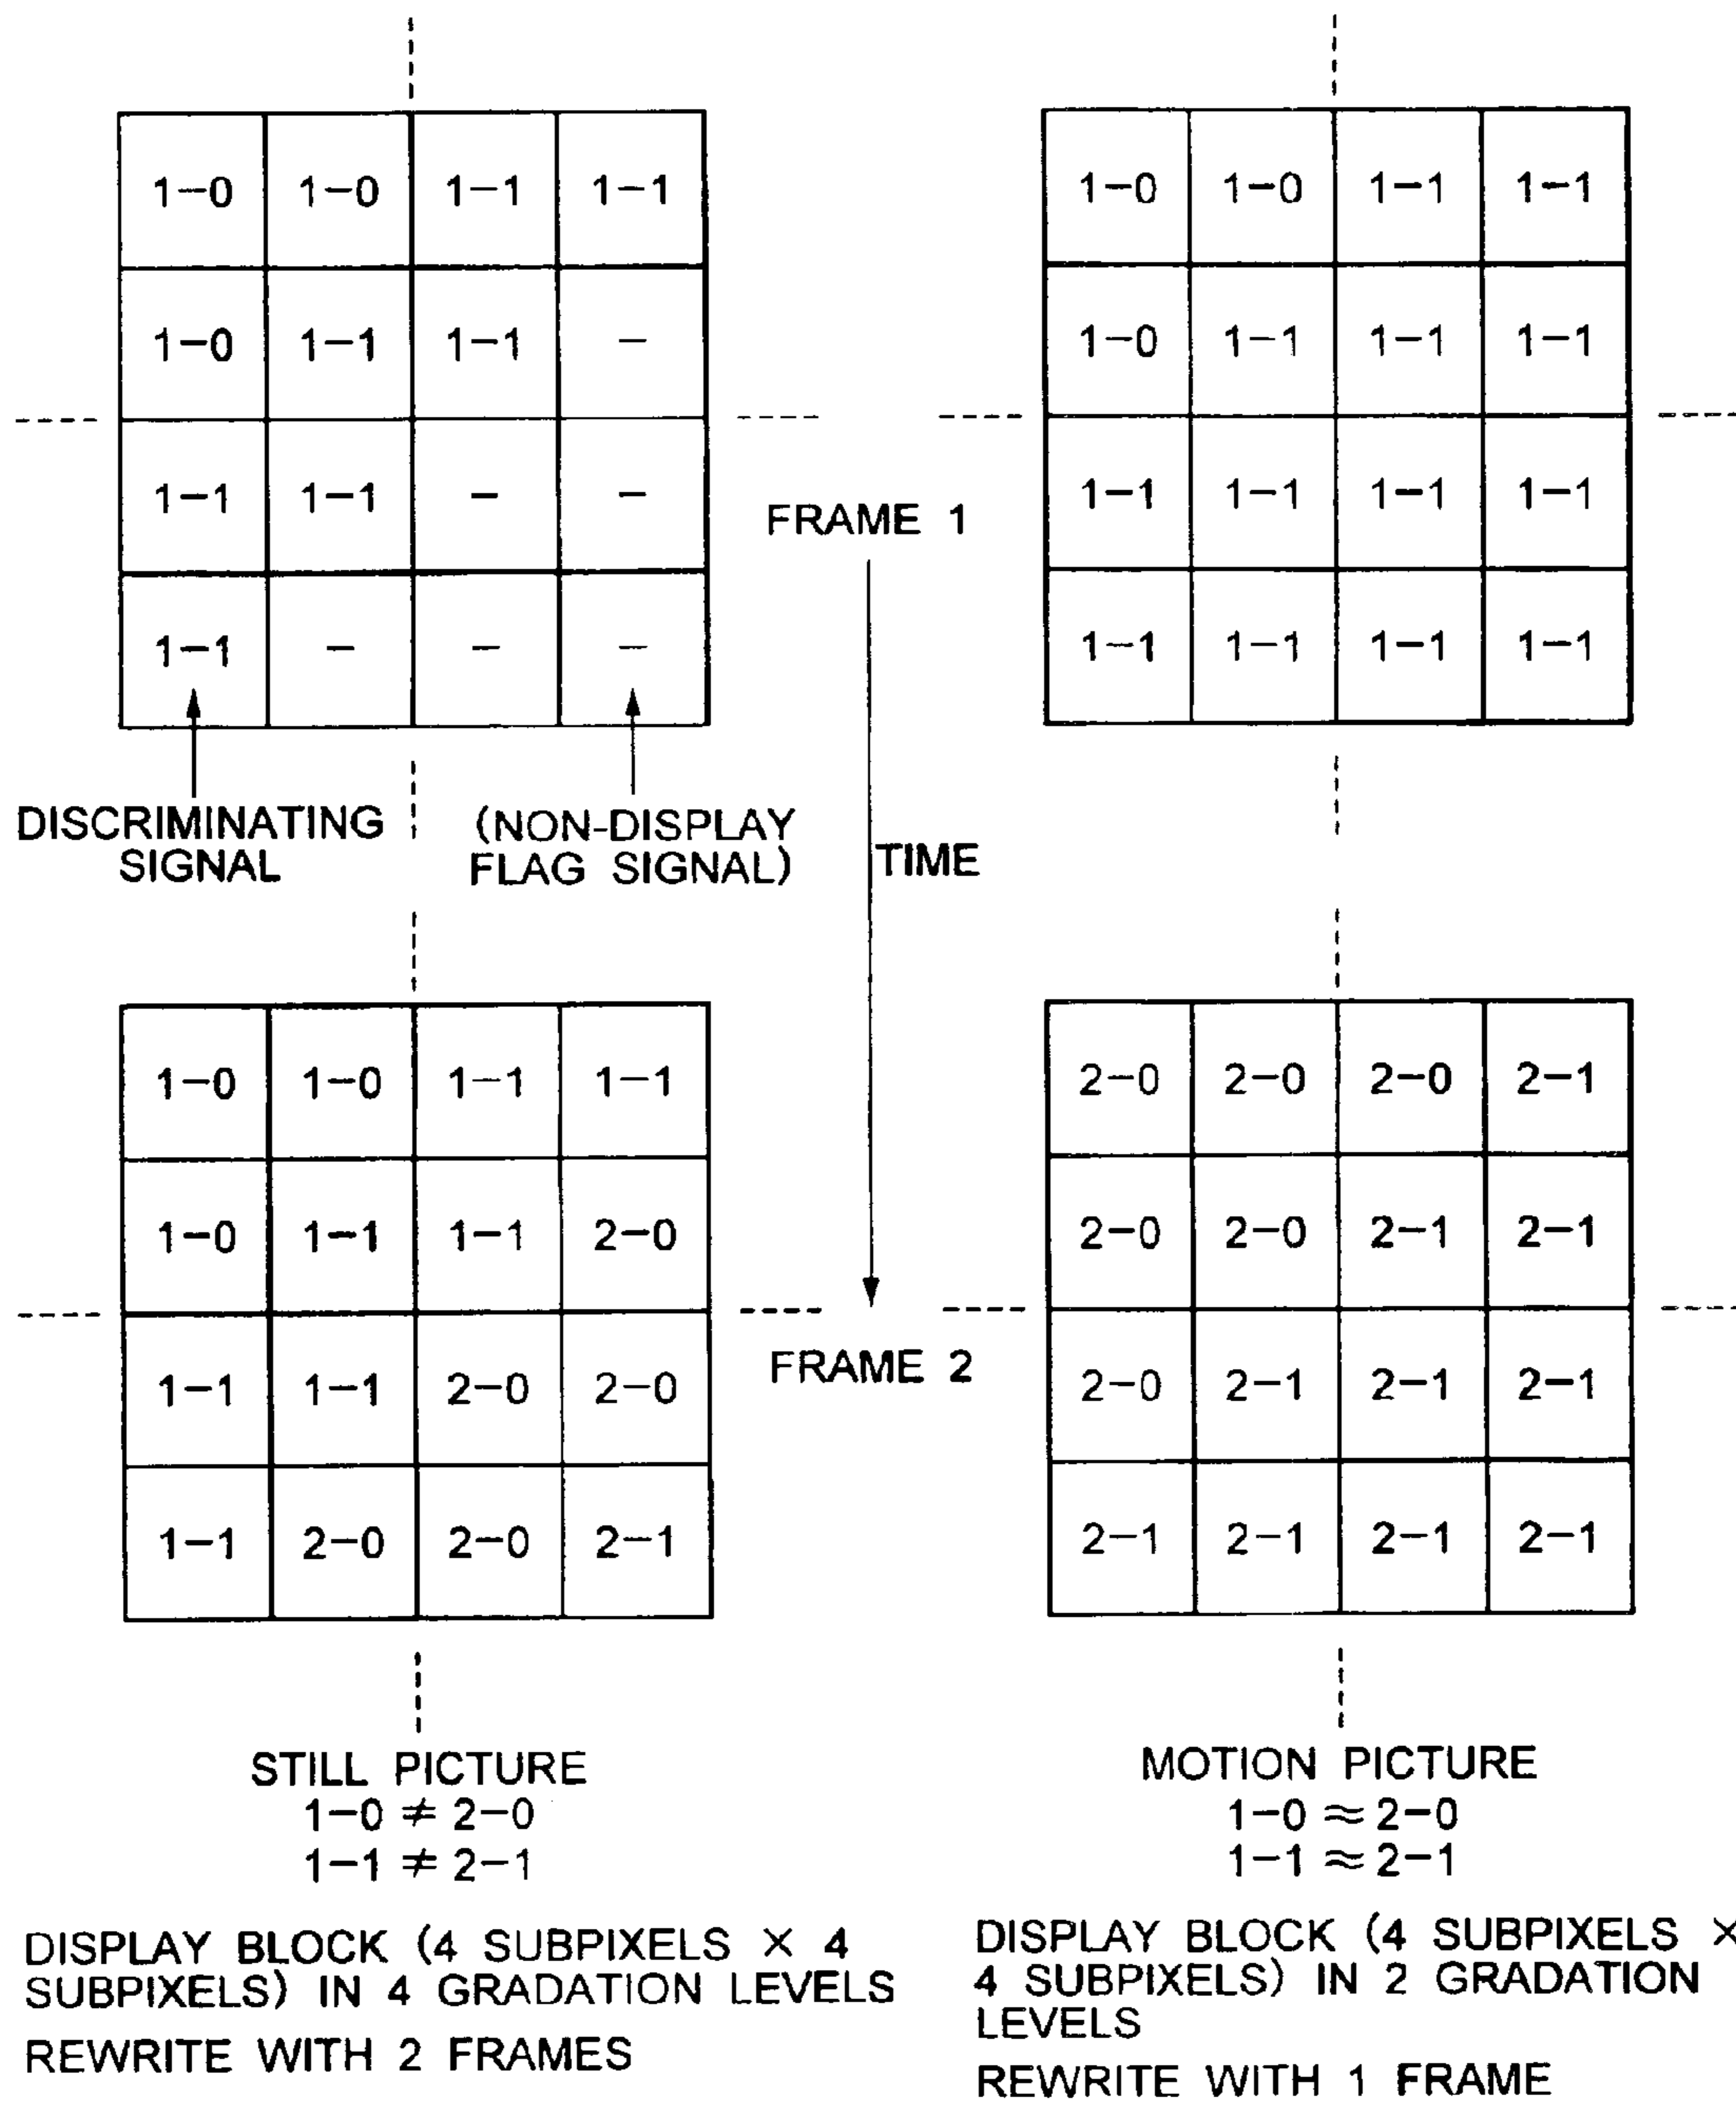 1−0 1−0 1−1 1−1
1−0 1−1 1−1 −
1−1 1−1 − −
1−1 − − −
DISCRIMINATING
SIGNAL
(NON-DISPLAY
FLAG SIGNAL)
1−0 1−0 1−1 1−1
1−0 1−1 1−1 1−1
1−1 1−1 1−1 1−1
1−1 1−1 1−1 1−1
FRAME 1
TIME
FRAME 2
1−0 1−0 1−1 1−1
1−0 1−1 1−1 2−0
1−1 1−1 2−0 2−0
1−1 2−0 2−0 2−1
2−0 2−0 2−0 2−1
2−0 2−0 2−1 2−1
2−0 2−1 2−1 2−1
2−1 2−1 2−1 2−1
STILL PICTURE
1−0 ≠ 2−0
1−1 ≠ 2−1
DISPLAY BLOCK (4 SUBPIXELS × 4
SUBPIXELS) IN 4 GRADATION LEVELS
REWRITE WITH 2 FRAMES
MOTION PICTURE
1−0 ≈ 2−0
1−1 ≈ 2−1
DISPLAY BLOCK (4 SUBPIXELS ×
4 SUBPIXELS) IN 2 GRADATION
LEVELS
REWRITE WITH 1 FRAME